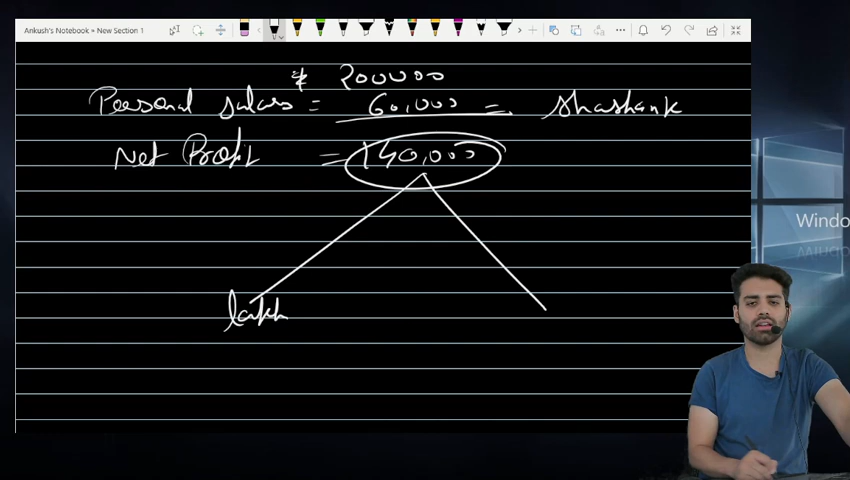 Ankush's Notebook » New Section 1
* 200000
Personal salary = 60,000 = Shashank
Net Profit = 140,000
lakh
Windo